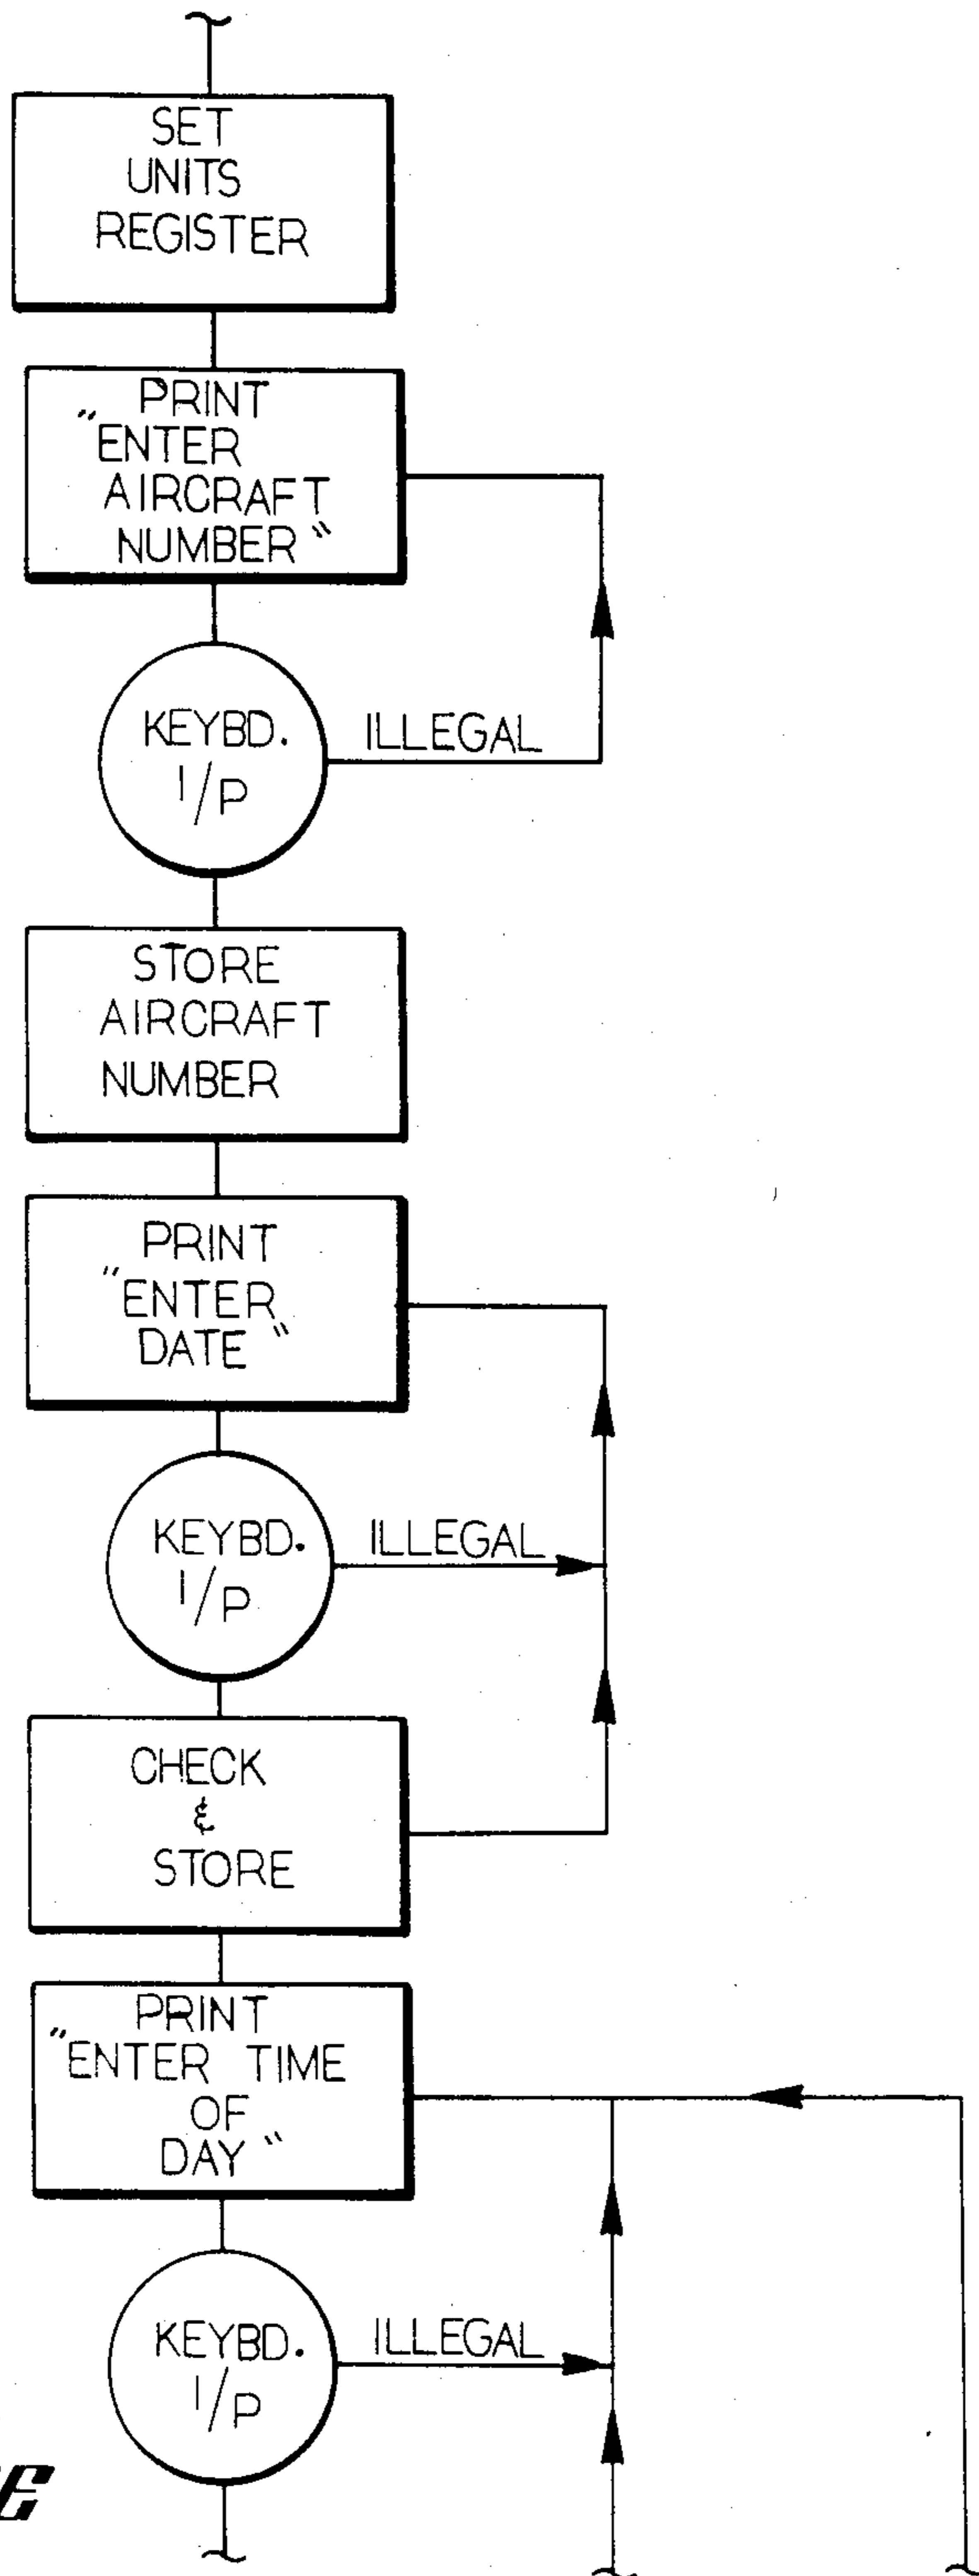 SET
UNITS
REGISTER
PRINT
"ENTER
AIRCRAFT
NUMBER"
KEYBD.
I/P
ILLEGAL
STORE
AIRCRAFT
NUMBER
PRINT
"ENTER
DATE"
KEYBD.
I/P
ILLEGAL
CHECK
&
STORE
PRINT
"ENTER TIME
OF
DAY"
KEYBD.
I/P
ILLEGAL